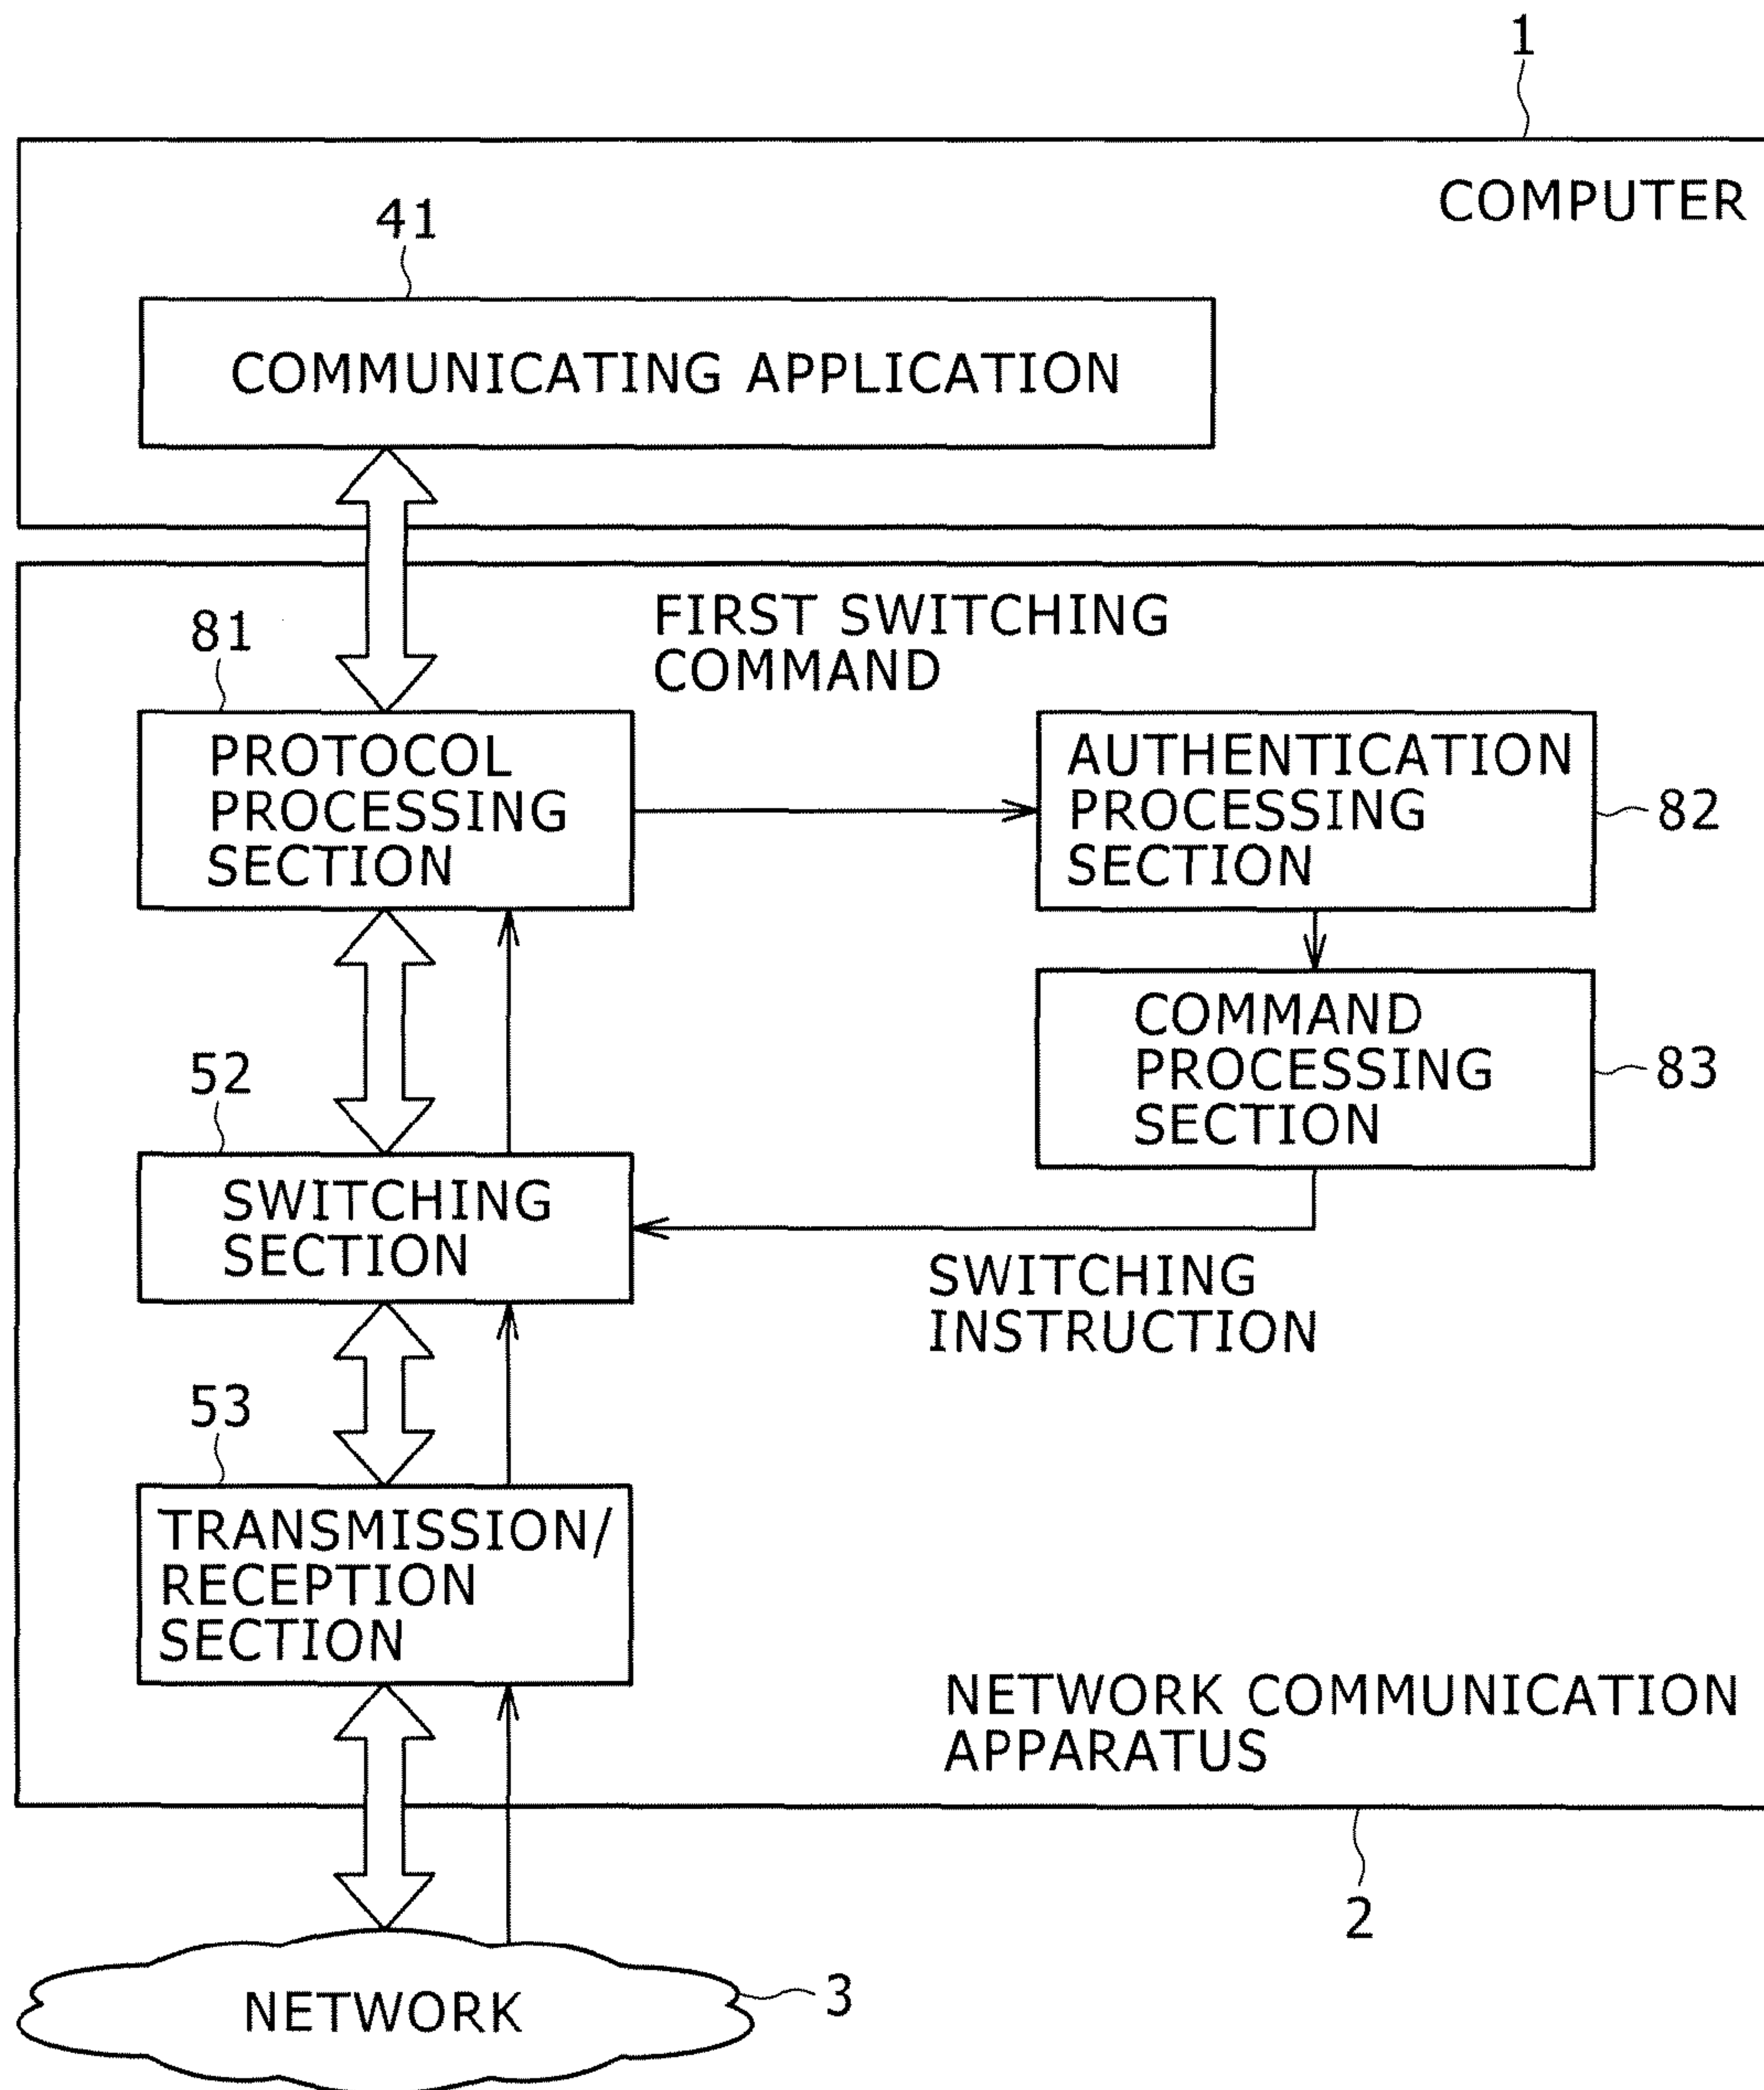 1
COMPUTER
41
COMMUNICATING APPLICATION
FIRST SWITCHING
COMMAND
81
PROTOCOL
PROCESSING
SECTION
AUTHENTICATION
PROCESSING
SECTION
82
COMMAND
PROCESSING
SECTION
83
52
SWITCHING
SECTION
SWITCHING
INSTRUCTION
53
TRANSMISSION/
RECEPTION
SECTION
NETWORK COMMUNICATION
APPARATUS
2
NETWORK
3